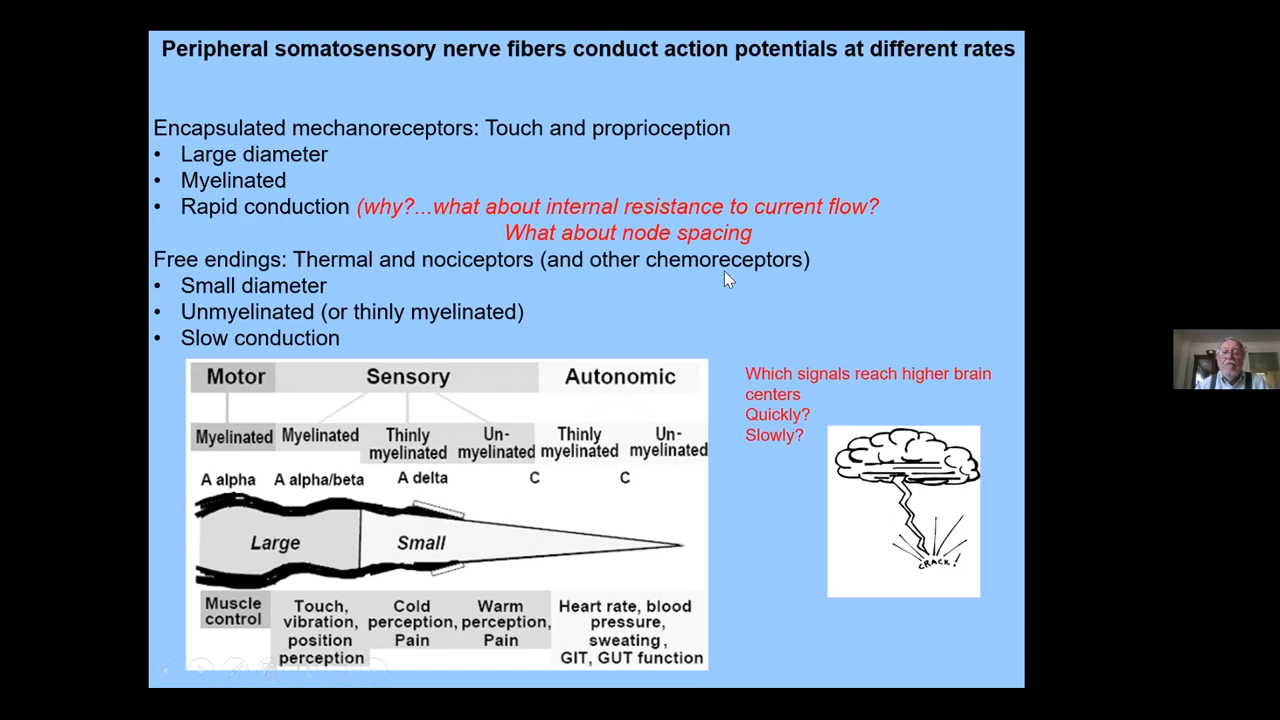 Peripheral somatosensory nerve fibers conduct action potentials at different rates
Encapsulated mechanoreceptors: Touch and proprioception
• Large diameter
• Myelinated
• Rapid conduction (why?...what about internal resistance to current flow?
What about node spacing
Free endings: Thermal and nociceptors (and other chemoreceptors)
• Small diameter
• Unmyelinated (or thinly myelinated)
• Slow conduction
Motor Sensory Autonomic
Myelinated Myelinated Thinly myelinated Un-myelinated Thinly myelinated Un-myelinated
A alpha A alpha/beta A delta C C
Large Small
Muscle control
Touch, vibration, position perception
Cold perception, Pain
Warm perception, Pain
Heart rate, blood pressure, sweating, GIT, GUT function
Which signals reach higher brain
centers
Quickly?
Slowly?
CRACK!